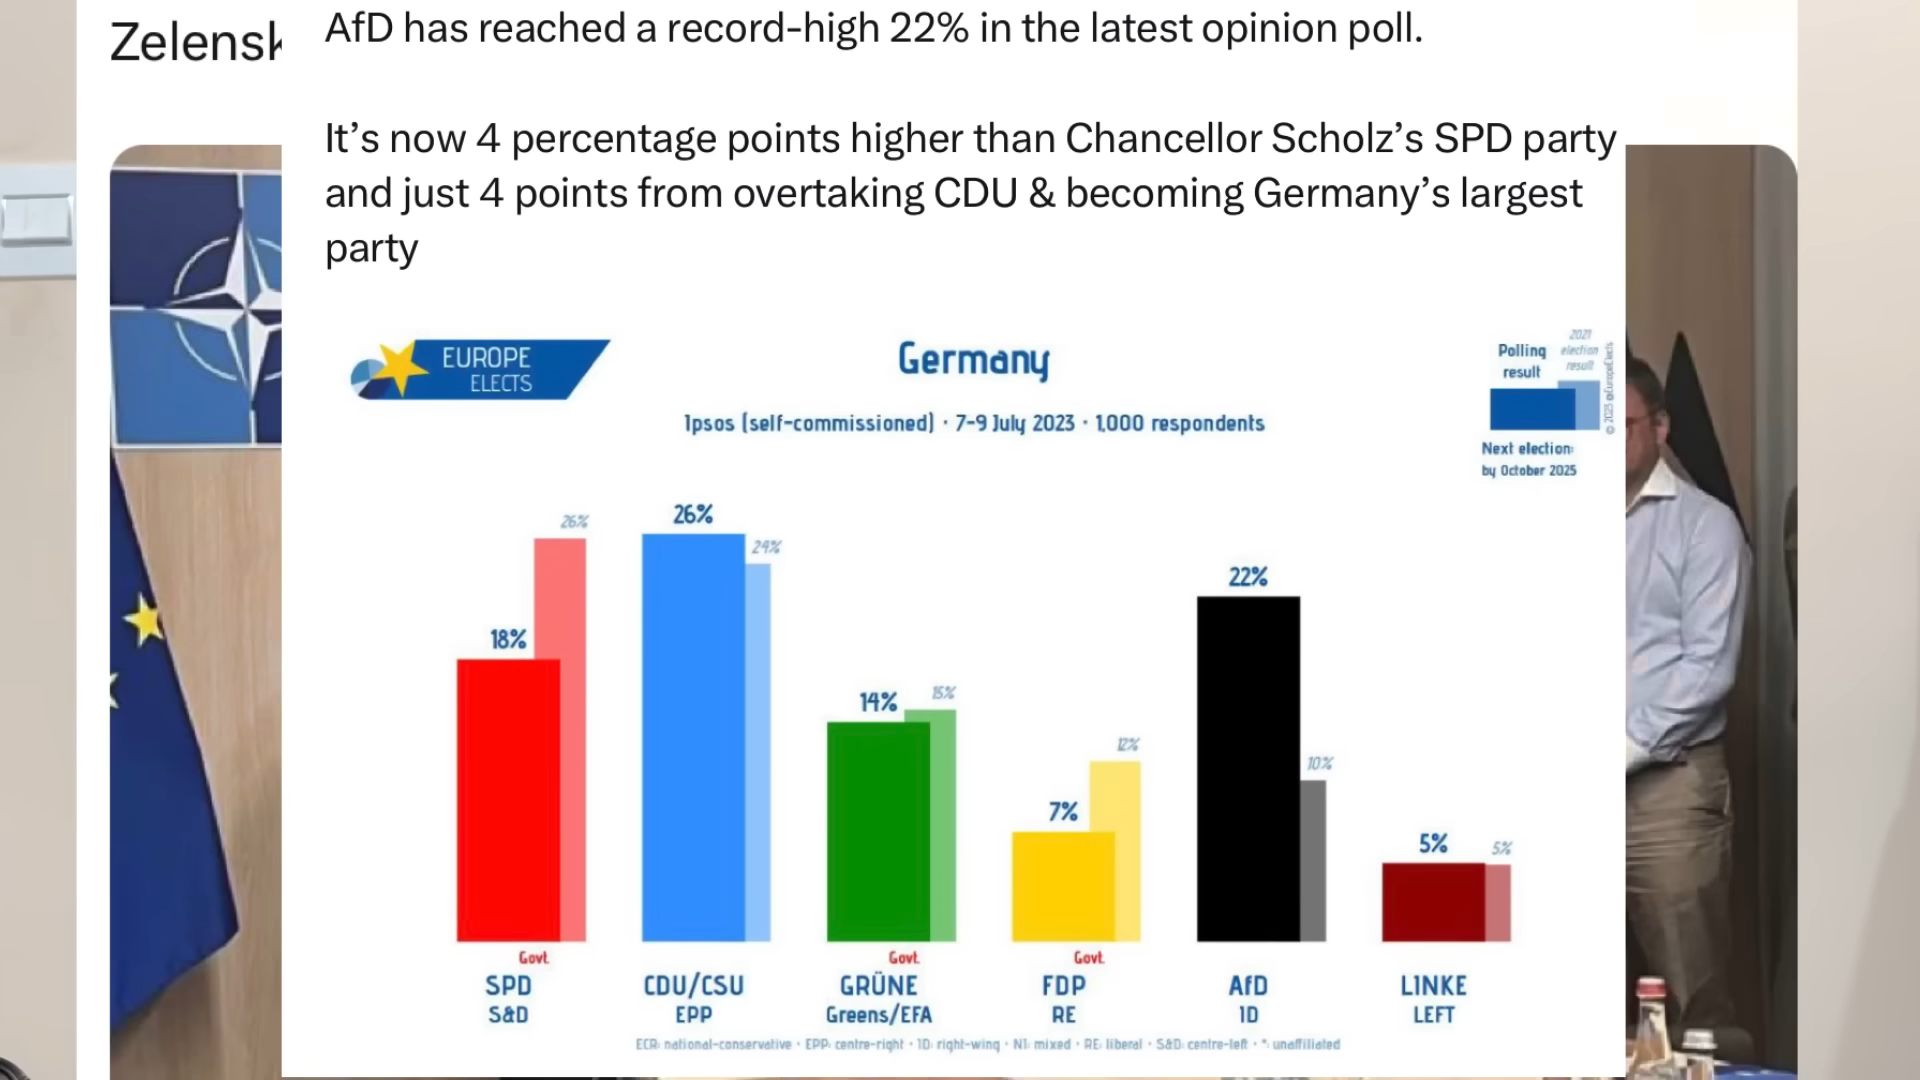 Zelensk
AfD has reached a record-high 22% in the latest opinion poll.
It’s now 4 percentage points higher than Chancellor Scholz’s SPD party
and just 4 points from overtaking CDU & becoming Germany’s largest
party
EUROPE
ELECTS
Germany
Ipsos (self-commissioned) · 7-9 July 2023 · 1,000 respondents
Polling
result
2021
election
result
© 2023 @EuropeElects
Next election:
by October 2025
18%
26%
26%
24%
14%
15%
7%
12%
22%
10%
5%
5%
Govt.
Govt.
Govt.
SPD
S&D
CDU/CSU
EPP
GRÜNE
Greens/EFA
FDP
RE
AfD
ID
LINKE
LEFT
ECR: national-conservative · EPP: centre-right · ID: right-wing · NI: mixed · RE: liberal · S&D: centre-left · *: unaffiliated